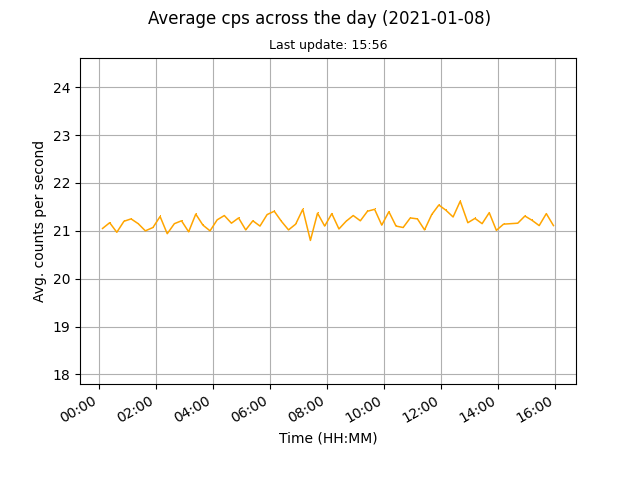 Average cps across the day (2021-01-08)
Last update: 15:56
24
23
22
21
20
19
18
Avg. counts per second
00:00 02:00 04:00 06:00 08:00 10:00 12:00 14:00 16:00
Time (HH:MM)